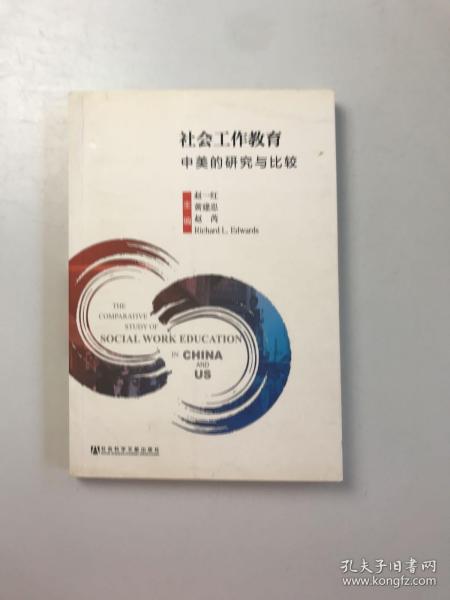 社会工作教育
中美的研究与比较
主编
赵一红
黄建忠
赵 芮
Richard L. Edwards
THE
COMPARATIVE
STUDY OF
SOCIAL WORK EDUCATION
IN CHINA
AND
US
社会科学文献出版社
孔夫子旧书网
www.kongfz.com